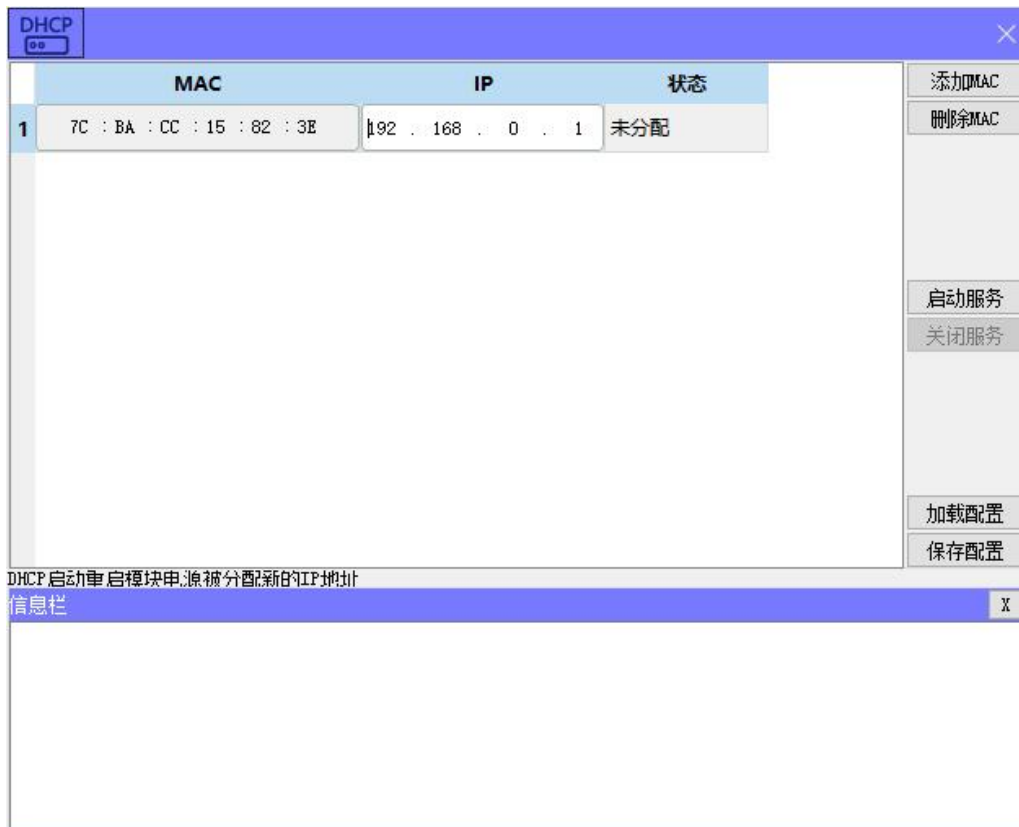 DHCP
MAC IP 状态
1 7C : BA : CC : 15 : 82 : 3E 192 . 168 . 0 . 1 未分配
添加MAC
删除MAC
启动服务
关闭服务
加载配置
保存配置
DHCP启动重启模块电源被分配新的IP地址
信息栏 X